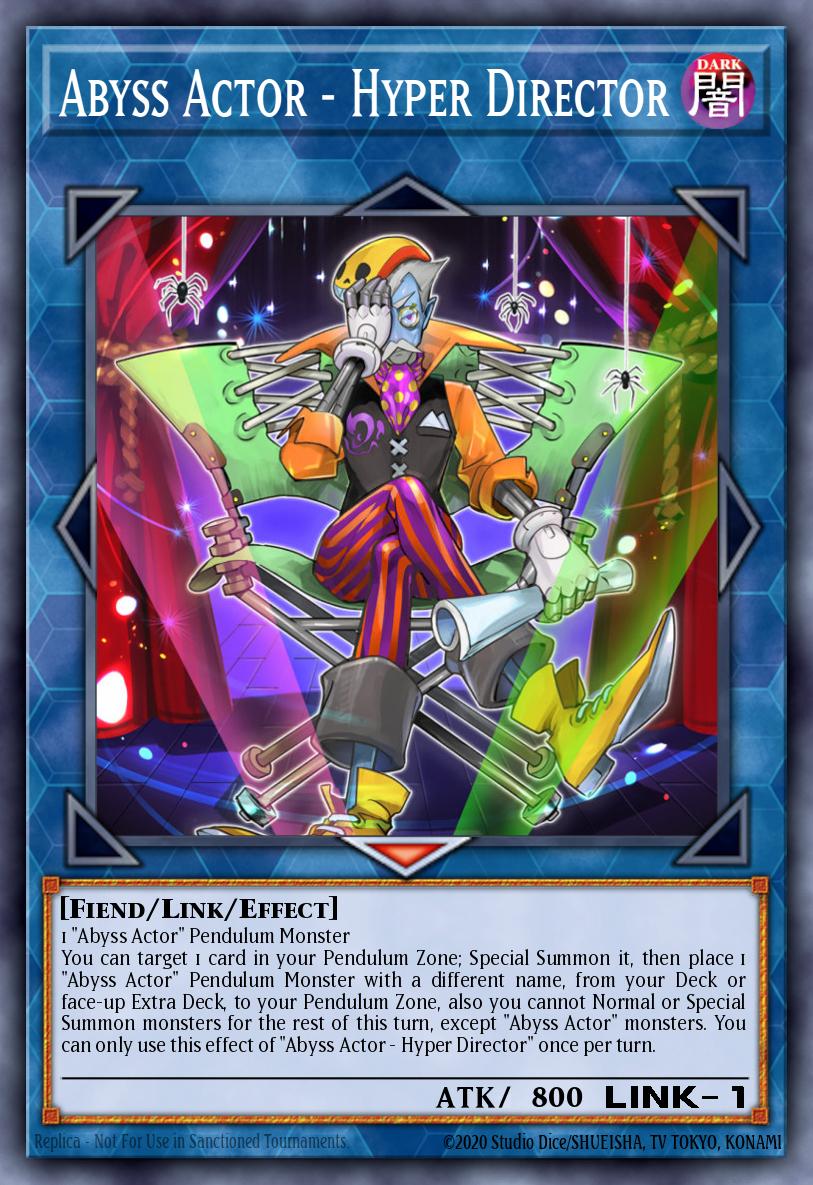 Abyss Actor - Hyper Director
DARK
闇
[Fiend/Link/Effect]
1 "Abyss Actor" Pendulum Monster
You can target 1 card in your Pendulum Zone; Special Summon it, then place 1
"Abyss Actor" Pendulum Monster with a different name, from your Deck or
face-up Extra Deck, to your Pendulum Zone, also you cannot Normal or Special
Summon monsters for the rest of this turn, except "Abyss Actor" monsters. You
can only use this effect of "Abyss Actor - Hyper Director" once per turn.
ATK/ 800 LINK-1
Replica - Not For Use in Sanctioned Tournaments. ©2020 Studio Dice/SHUEISHA, TV TOKYO, KONAMI